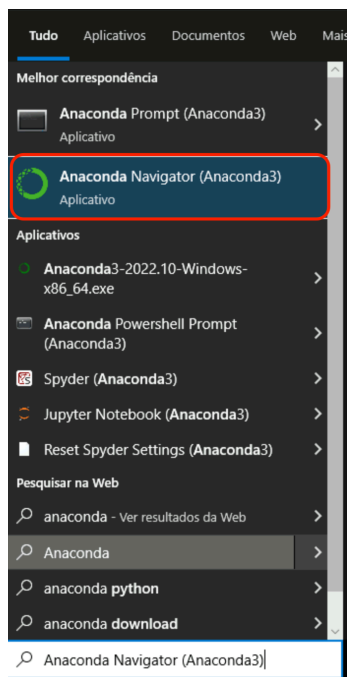 Tudo Aplicativos Documentos Web Mais
Melhor correspondência
Anaconda Prompt (Anaconda3)
Aplicativo
Anaconda Navigator (Anaconda3)
Aplicativo
Aplicativos
Anaconda3-2022.10-Windows-
x86_64.exe
Anaconda Powershell Prompt
(Anaconda3)
Spyder (Anaconda3)
Jupyter Notebook (Anaconda3)
Reset Spyder Settings (Anaconda3)
Pesquisar na Web
anaconda - Ver resultados da Web
Anaconda
anaconda python
anaconda download
Anaconda Navigator (Anaconda3)